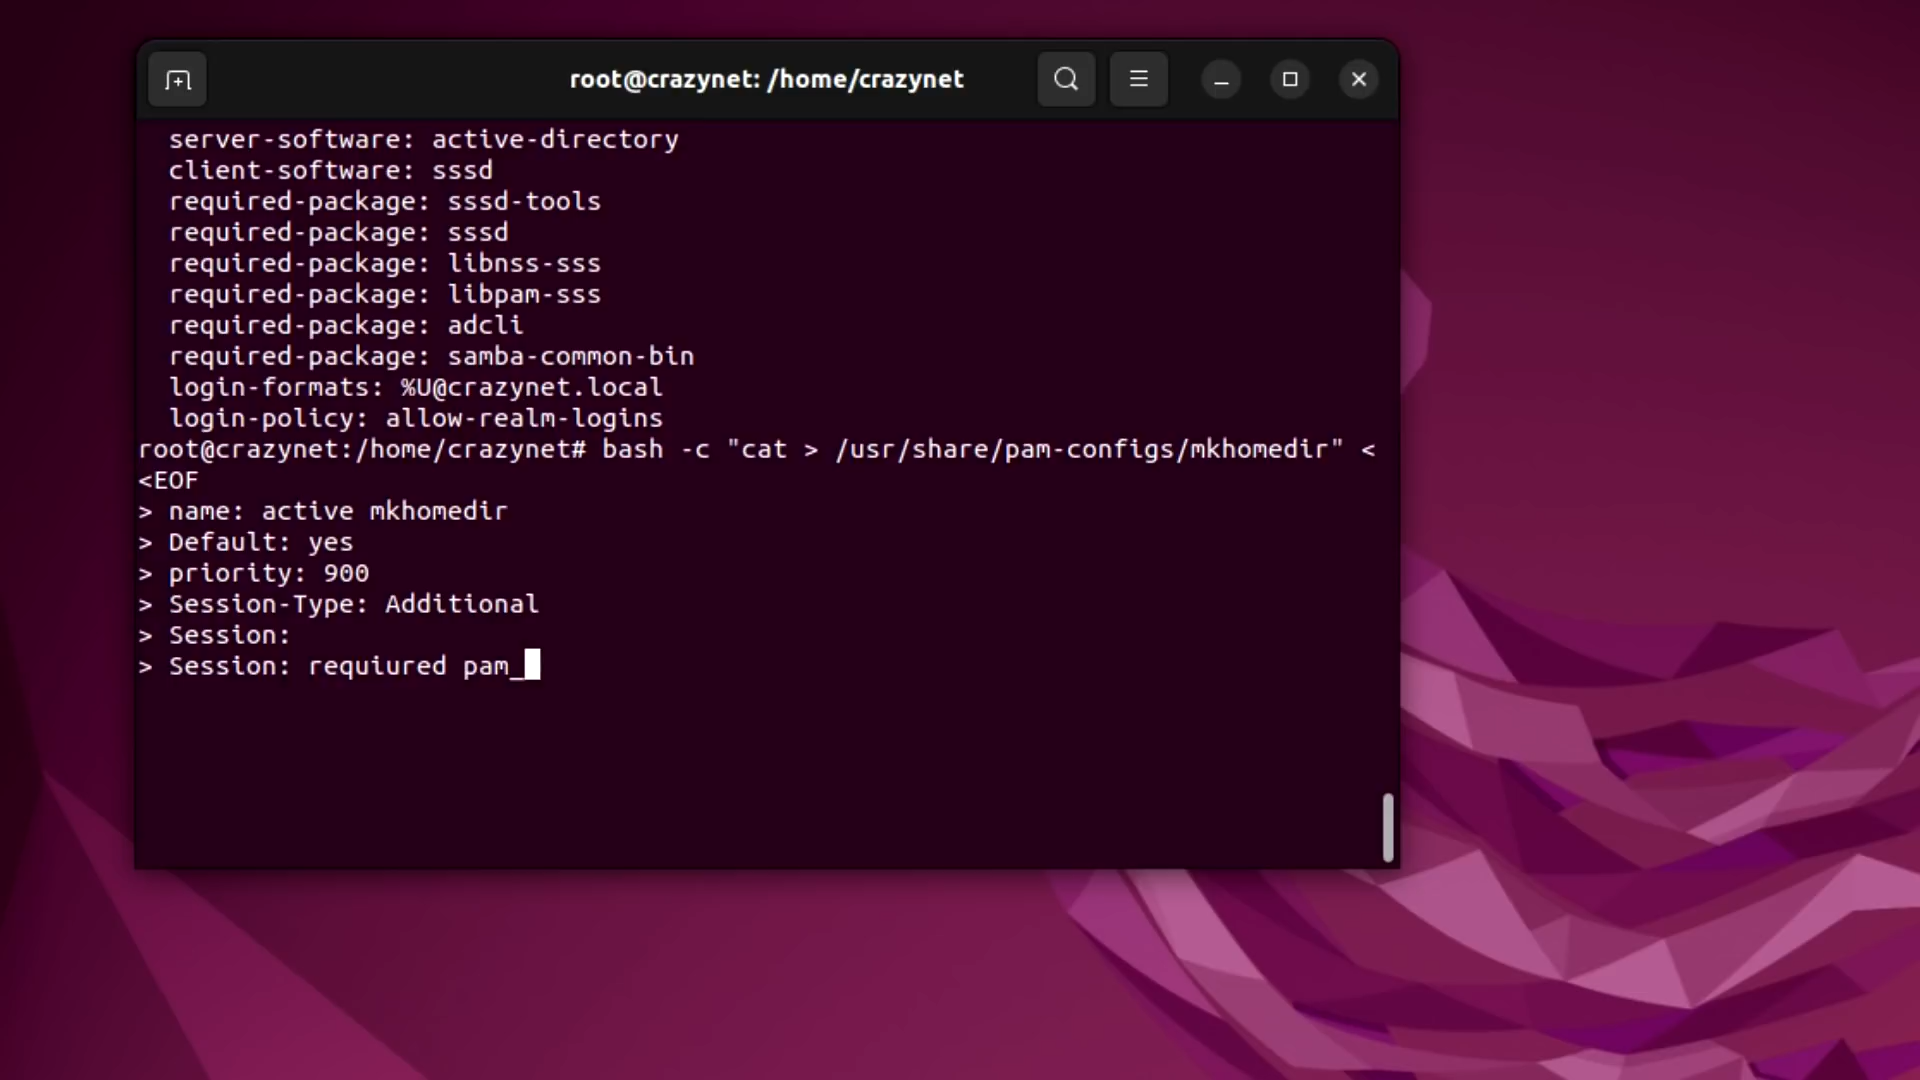 root@crazynet: /home/crazynet
server-software: active-directory
client-software: sssd
required-package: sssd-tools
required-package: sssd
required-package: libnss-sss
required-package: libpam-sss
required-package: adcli
required-package: samba-common-bin
login-formats: %U@crazynet.local
login-policy: allow-realm-logins
root@crazynet:/home/crazynet# bash -c "cat > /usr/share/pam-configs/mkhomedir" <
<EOF
> name: active mkhomedir
> Default: yes
> priority: 900
> Session-Type: Additional
> Session:
> Session: requiured pam_